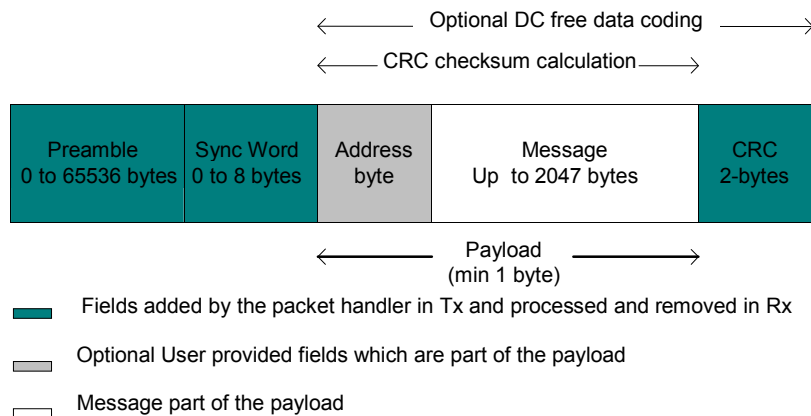 Optional DC free data coding
CRC checksum calculation
Preamble
0 to 65536 bytes
Sync Word
0 to 8 bytes
Address
byte
Message
Up to 2047 bytes
CRC
2-bytes
Payload
(min 1 byte)
Fields added by the packet handler in Tx and processed and removed in Rx
Optional User provided fields which are part of the payload
Message part of the payload